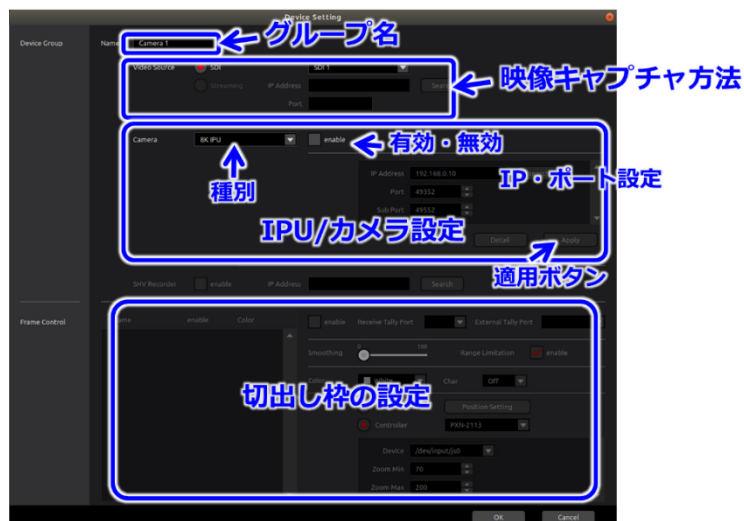 Device Setting
グループ名
Device Group Name Camera 1
Video Source SDI SDI 1
Streaming IP Address Search
映像キャプチャ方法
Port
Camera 8K IPU enable 有効・無効
種別
IP Address 192.168.0.10
IP・ポート設定
Port 49352
Sub Port 49552
IPU/カメラ設定
Detail Apply
適用ボタン
SHV Recorder enable IP Address Search
Frame Control enable Color enable Receive Tally Port External Tally Port
Smoothing 0 100 Range Limitation enable
切出し枠の設定
Char Off
Position Setting
Controller PXN-2113
Device /dev/input/js0
Zoom Min 70
Zoom Max 200
OK Cancel